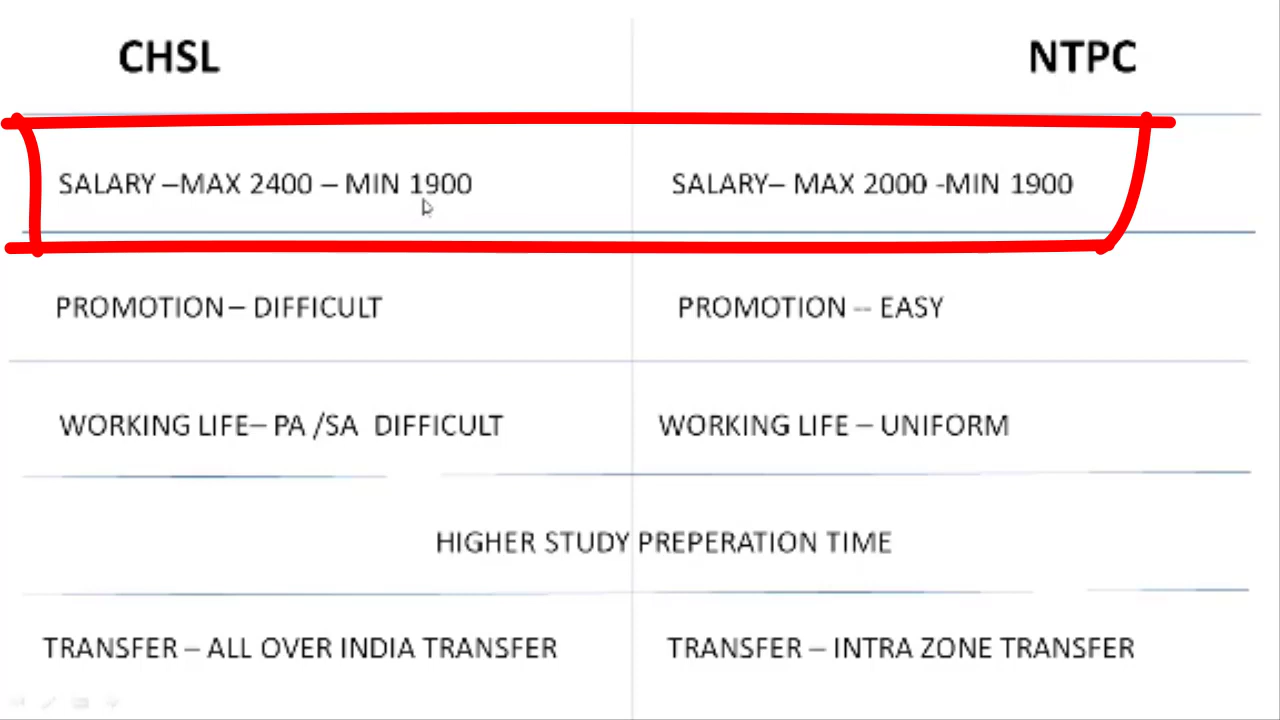 CHSL
NTPC
SALARY –MAX 2400 – MIN 1900
SALARY– MAX 2000 -MIN 1900
PROMOTION – DIFFICULT
PROMOTION -- EASY
WORKING LIFE– PA /SA DIFFICULT
WORKING LIFE – UNIFORM
HIGHER STUDY PREPERATION TIME
TRANSFER – ALL OVER INDIA TRANSFER
TRANSFER – INTRA ZONE TRANSFER